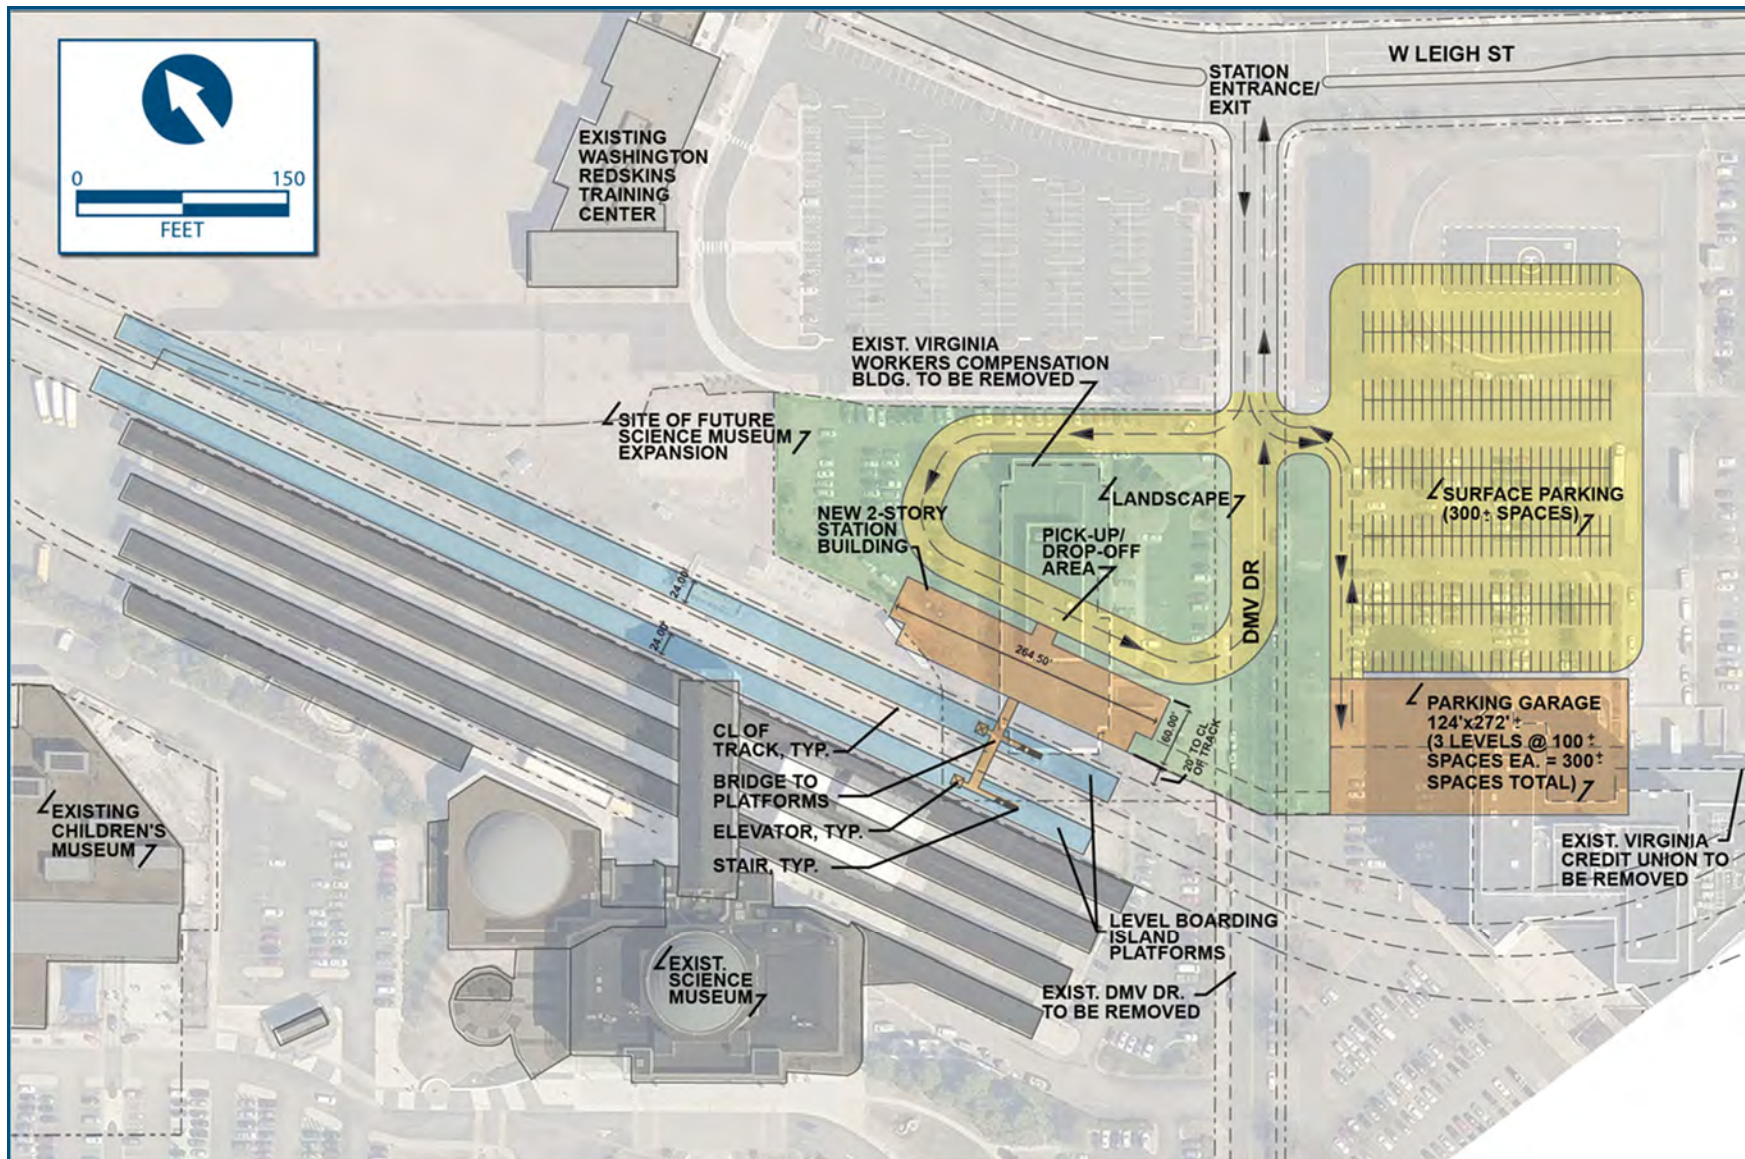 W LEIGH ST
STATION
ENTRANCE/
EXIT
0 150
FEET
EXISTING
WASHINGTON
REDSKINS
TRAINING
CENTER
EXIST. VIRGINIA
WORKERS COMPENSATION
BLDG. TO BE REMOVED
SITE OF FUTURE
SCIENCE MUSEUM
EXPANSION
LANDSCAPE
SURFACE PARKING
(300± SPACES)
NEW 2-STORY
STATION
BUILDING
PICK-UP/
DROP-OFF
AREA
DMV DR
24.00'
24.00'
264.50'
60.00'
20' TO CL
OF TRACK
PARKING GARAGE
124'x272'±
(3 LEVELS @ 100±
SPACES EA. = 300±
SPACES TOTAL)
CL OF
TRACK, TYP.
BRIDGE TO
PLATFORMS
ELEVATOR, TYP.
STAIR, TYP.
EXISTING
CHILDREN'S
MUSEUM
EXIST. VIRGINIA
CREDIT UNION TO
BE REMOVED
LEVEL BOARDING
ISLAND
PLATFORMS
EXIST.
SCIENCE
MUSEUM
EXIST. DMV DR.
TO BE REMOVED
H